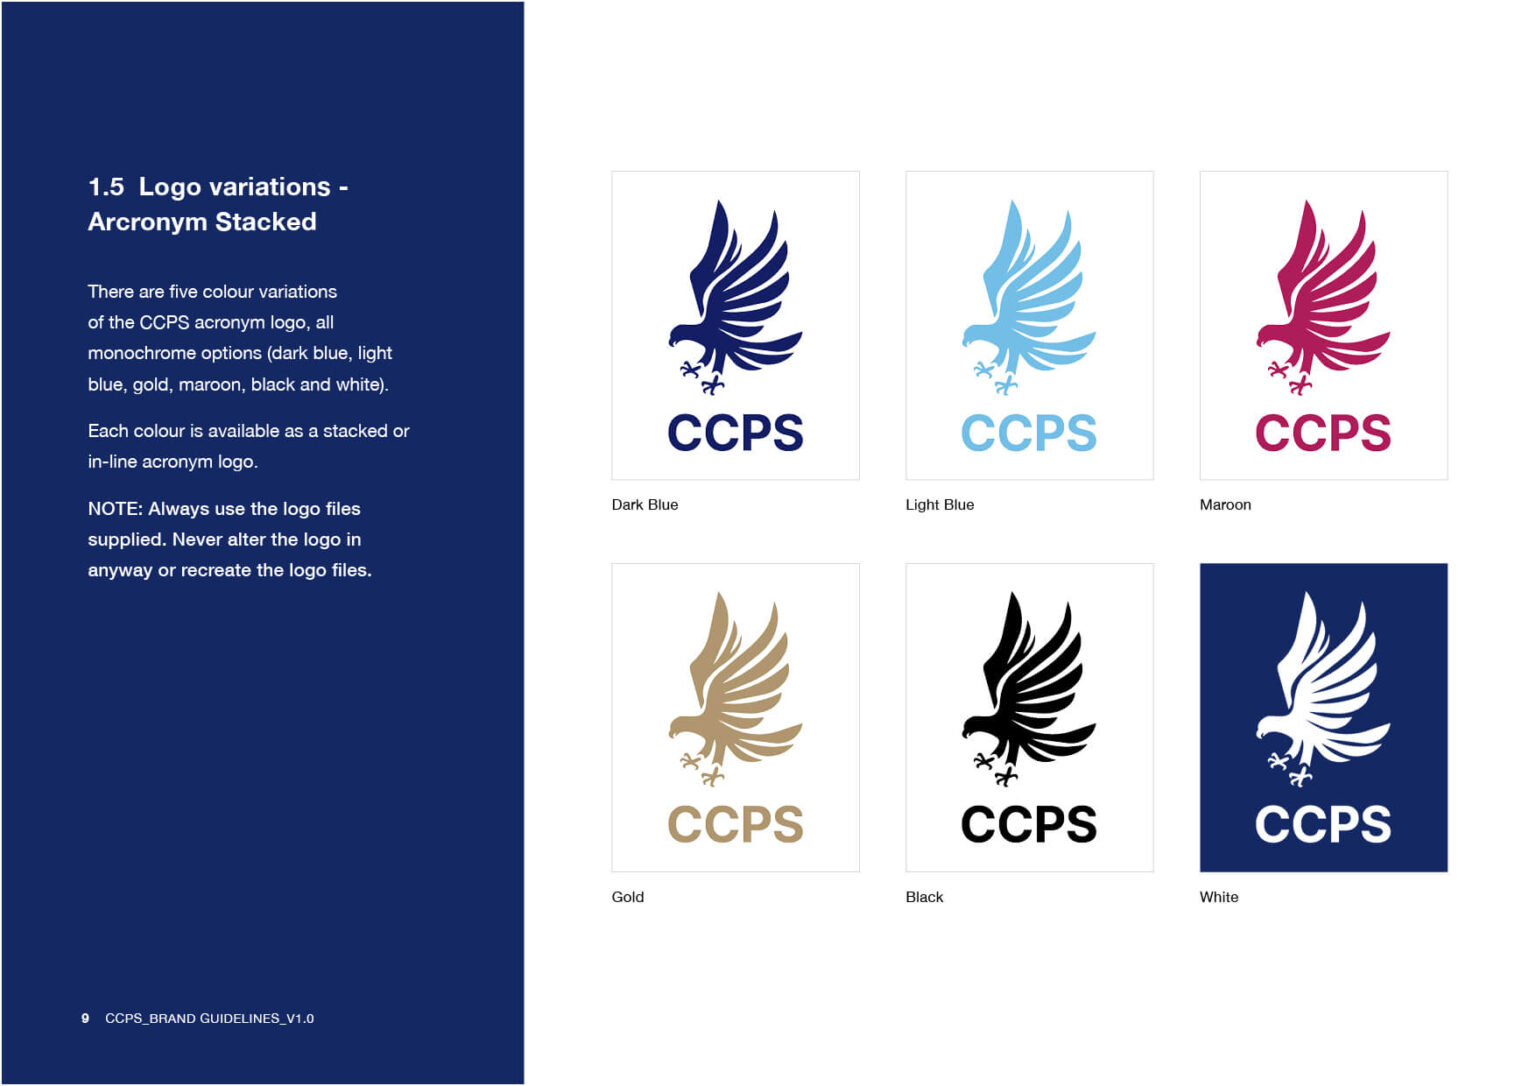 1.5 Logo variations -
Arcronym Stacked
There are five colour variations
of the CCPS acronym logo, all
monochrome options (dark blue, light
blue, gold, maroon, black and white).
Each colour is available as a stacked or
in-line acronym logo.
NOTE: Always use the logo files
supplied. Never alter the logo in
anyway or recreate the logo files.
9 CCPS_BRAND GUIDELINES_V1.0
CCPS
Dark Blue
CCPS
Light Blue
CCPS
Maroon
CCPS
Gold
CCPS
Black
CCPS
White